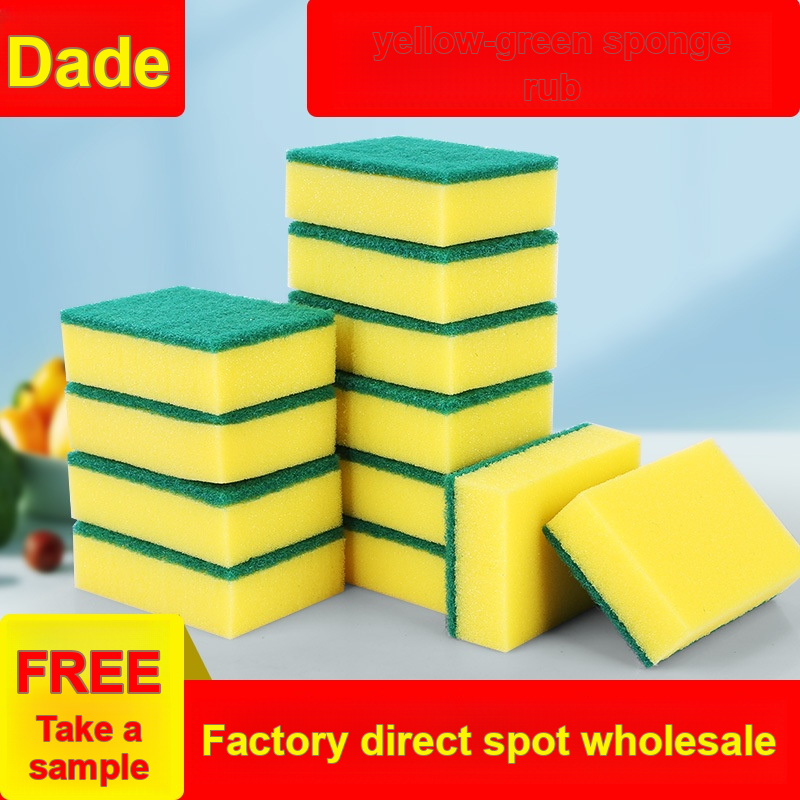 Dade
yellow-green sponge
rub
FREE
Take a
sample
Factory direct spot wholesale